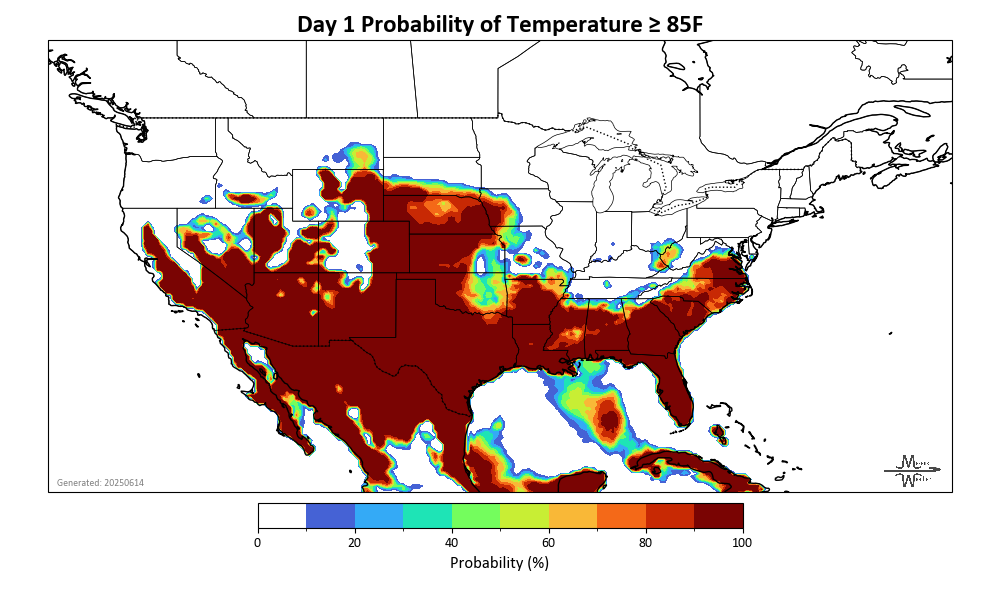 Day 1 Probability of Temperature ≥ 85F
Generated: 20250614
0 20 40 60 80 100
Probability (%)